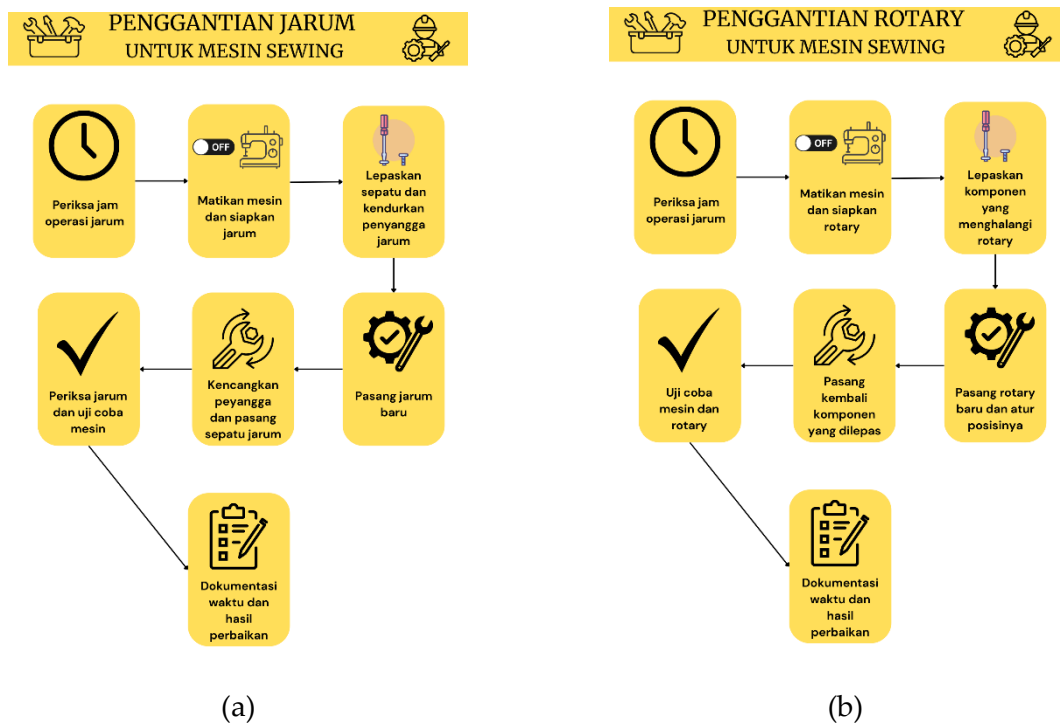 PENGGANTIAN JARUM
UNTUK MESIN SEWING
Periksa jam
operasi jarum
OFF
Matikan mesin
dan siapkan
jarum
Lepaskan
sepatu dan
kendurkan
penyangga
jarum
Periksa jarum
dan uji coba
mesin
Kencangkan
peyangga
dan pasang
sepatu jarum
Pasang jarum
baru
Dokumentasi
waktu dan
hasil
perbaikan
(a)
PENGGANTIAN ROTARY
UNTUK MESIN SEWING
Periksa jam
operasi jarum
OFF
Matikan mesin
dan siapkan
rotary
Lepaskan
komponen
yang
menghalangi
rotary
Uji coba
mesin dan
rotary
Pasang
kembali
komponen
yang dilepas
Pasang rotary
baru dan atur
posisinya
Dokumentasi
waktu dan
hasil
perbaikan
(b)